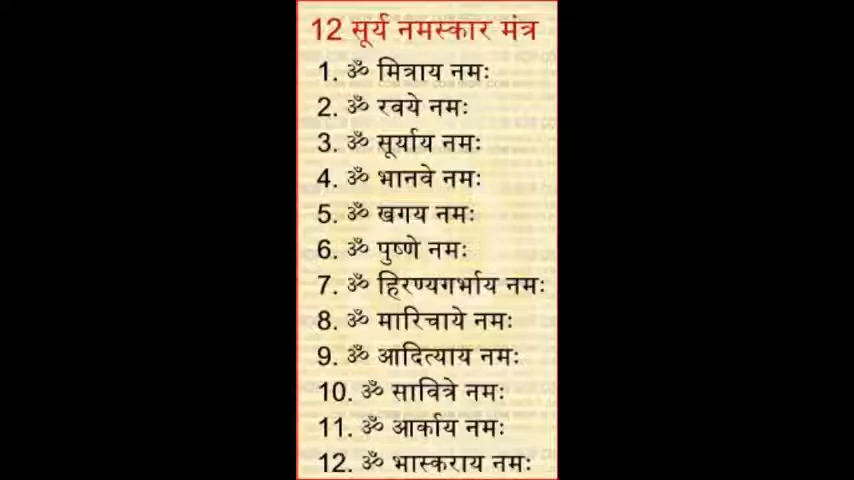 12 सूर्य नमस्कार मंत्र
1. ॐ मित्राय नमः
2. ॐ रवये नमः
3. ॐ सूर्याय नमः
4. ॐ भानवे नमः
5. ॐ खगय नमः
6. ॐ पुष्णे नमः
7. ॐ हिरण्यगर्भाय नमः
8. ॐ मारिचाये नमः
9. ॐ आदित्याय नमः
10. ॐ सावित्रे नमः
11. ॐ आर्काय नमः
12. ॐ भास्कराय नमः